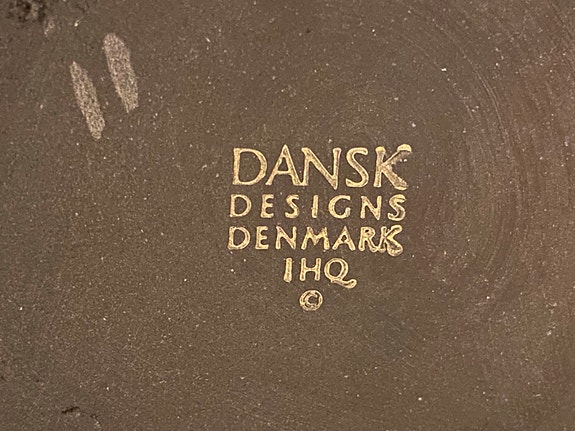 DANSK
DESIGNS
DENMARK
IHQ
©